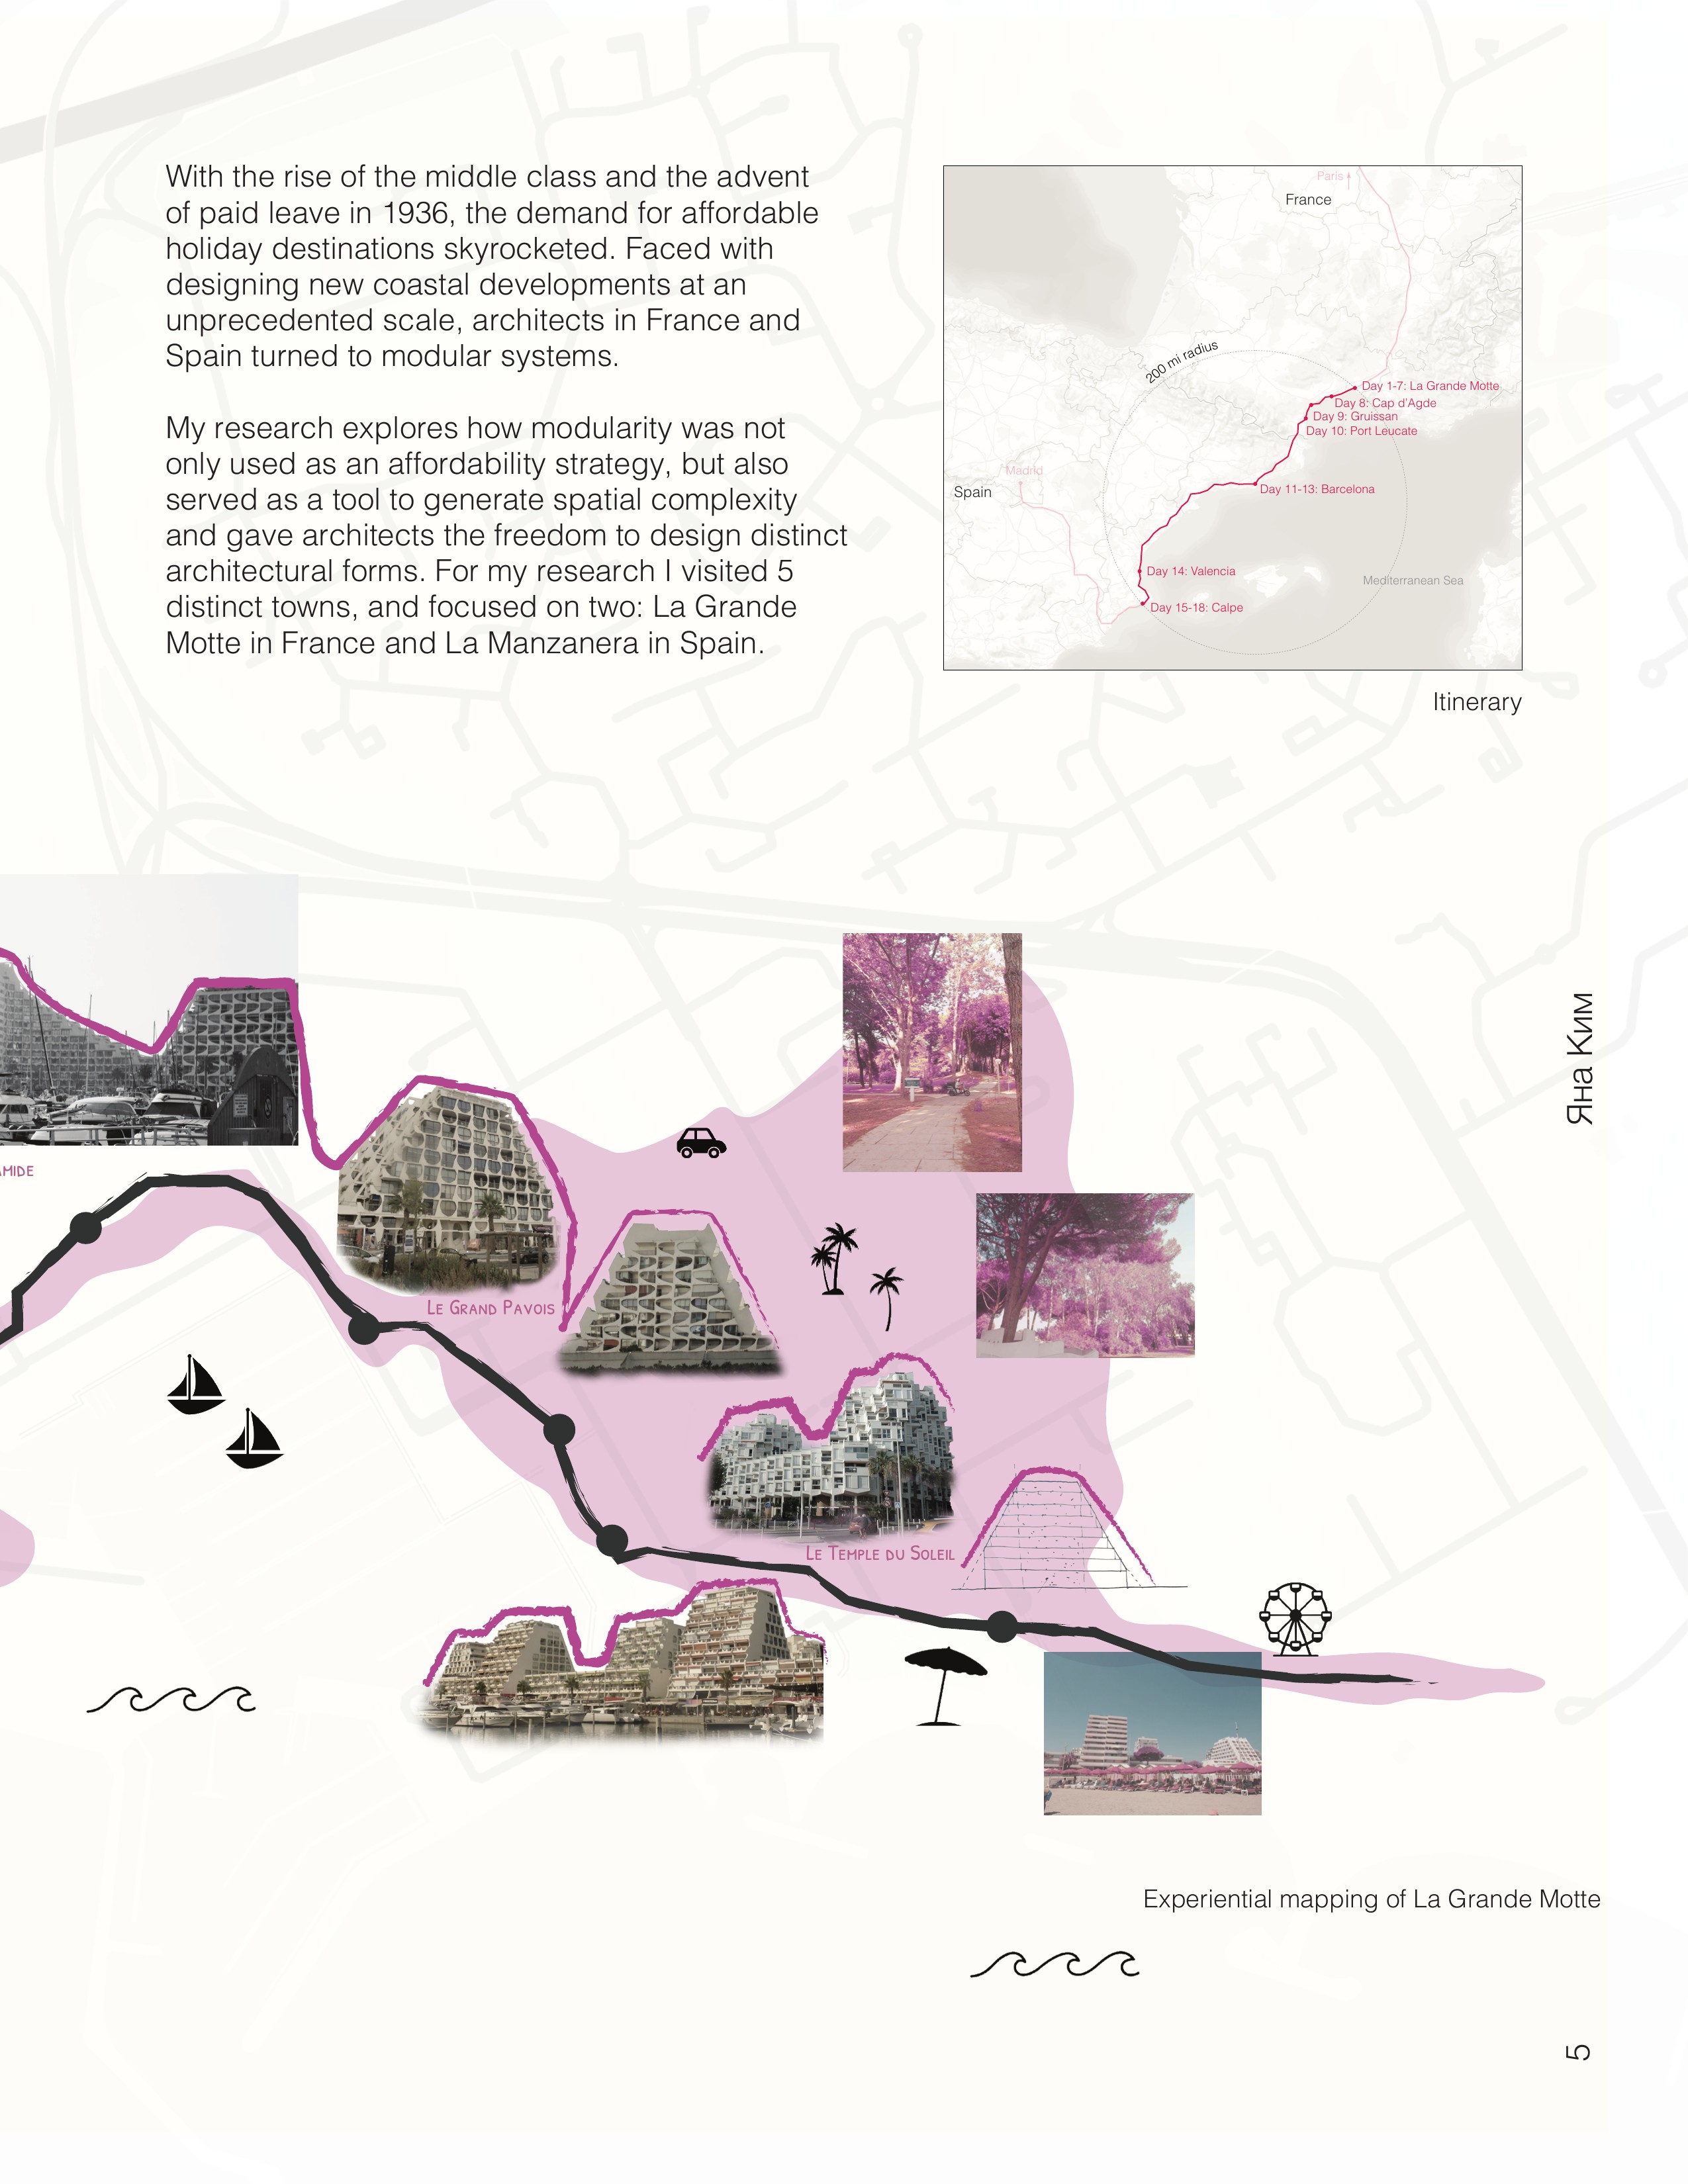 With the rise of the middle class and the advent
of paid leave in 1936, the demand for affordable
holiday destinations skyrocketed. Faced with
designing new coastal developments at an
unprecedented scale, architects in France and
Spain turned to modular systems.
My research explores how modularity was not
only used as an affordability strategy, but also
served as a tool to generate spatial complexity
and gave architects the freedom to design distinct
architectural forms. For my research I visited 5
distinct towns, and focused on two: La Grande
Motte in France and La Manzanera in Spain.
Paris
France
200 mi radius
Day 1-7: La Grande Motte
Day 8: Cap d'Agde
Day 9: Gruissan
Day 10: Port Leucate
Madrid
Spain
Day 11-13: Barcelona
Day 14: Valencia
Mediterranean Sea
Day 15-18: Calpe
Itinerary
Яна Ким
AMIDE
LE GRAND PAVOIS
LE TEMPLE DU SOLEIL
Experiential mapping of La Grande Motte
5